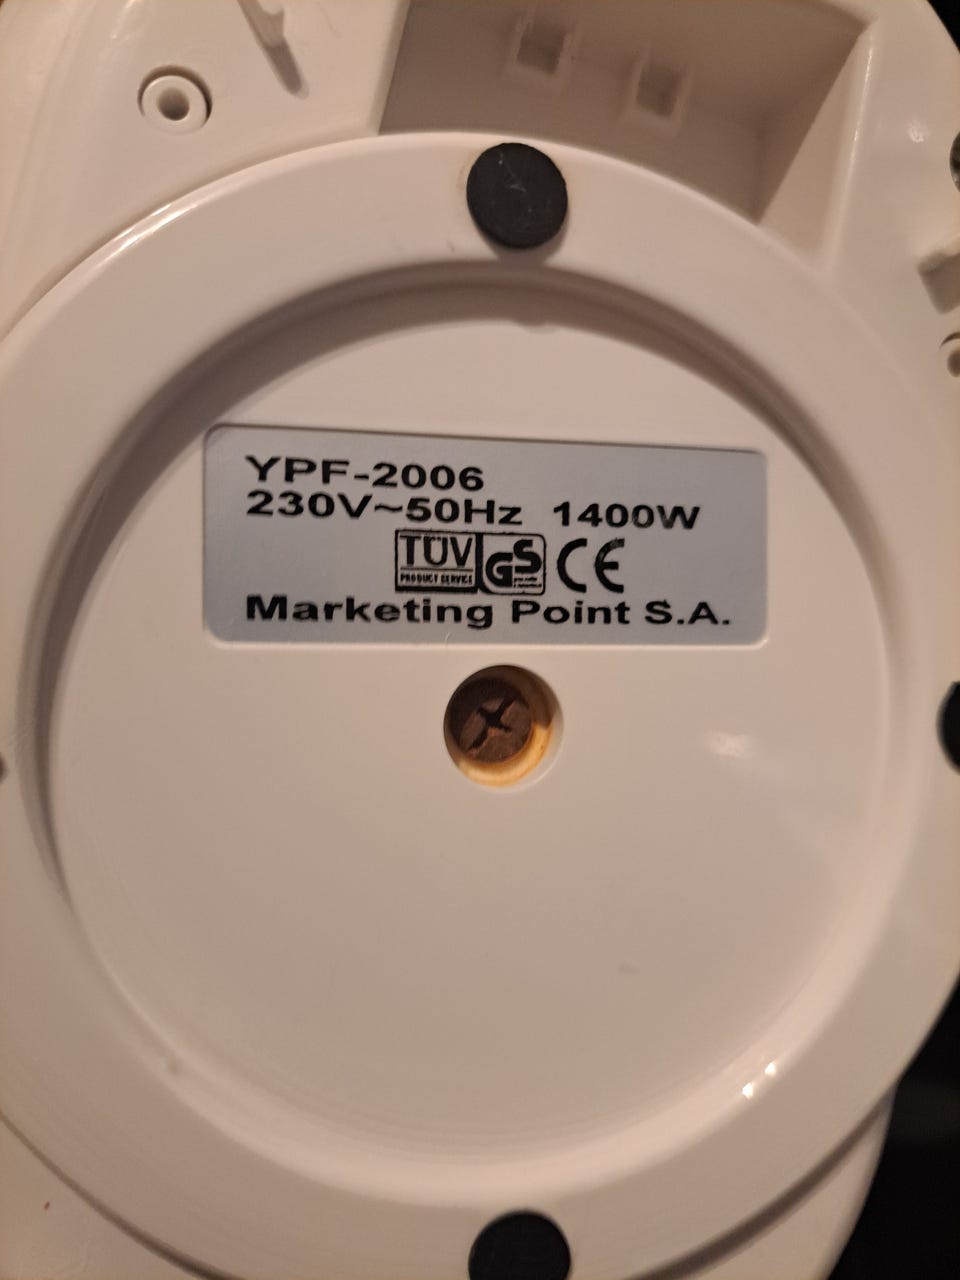 YPF-2006
230V~50Hz 1400W
TÜV GS CE
PRODUCT SERVICE
Marketing Point S.A.